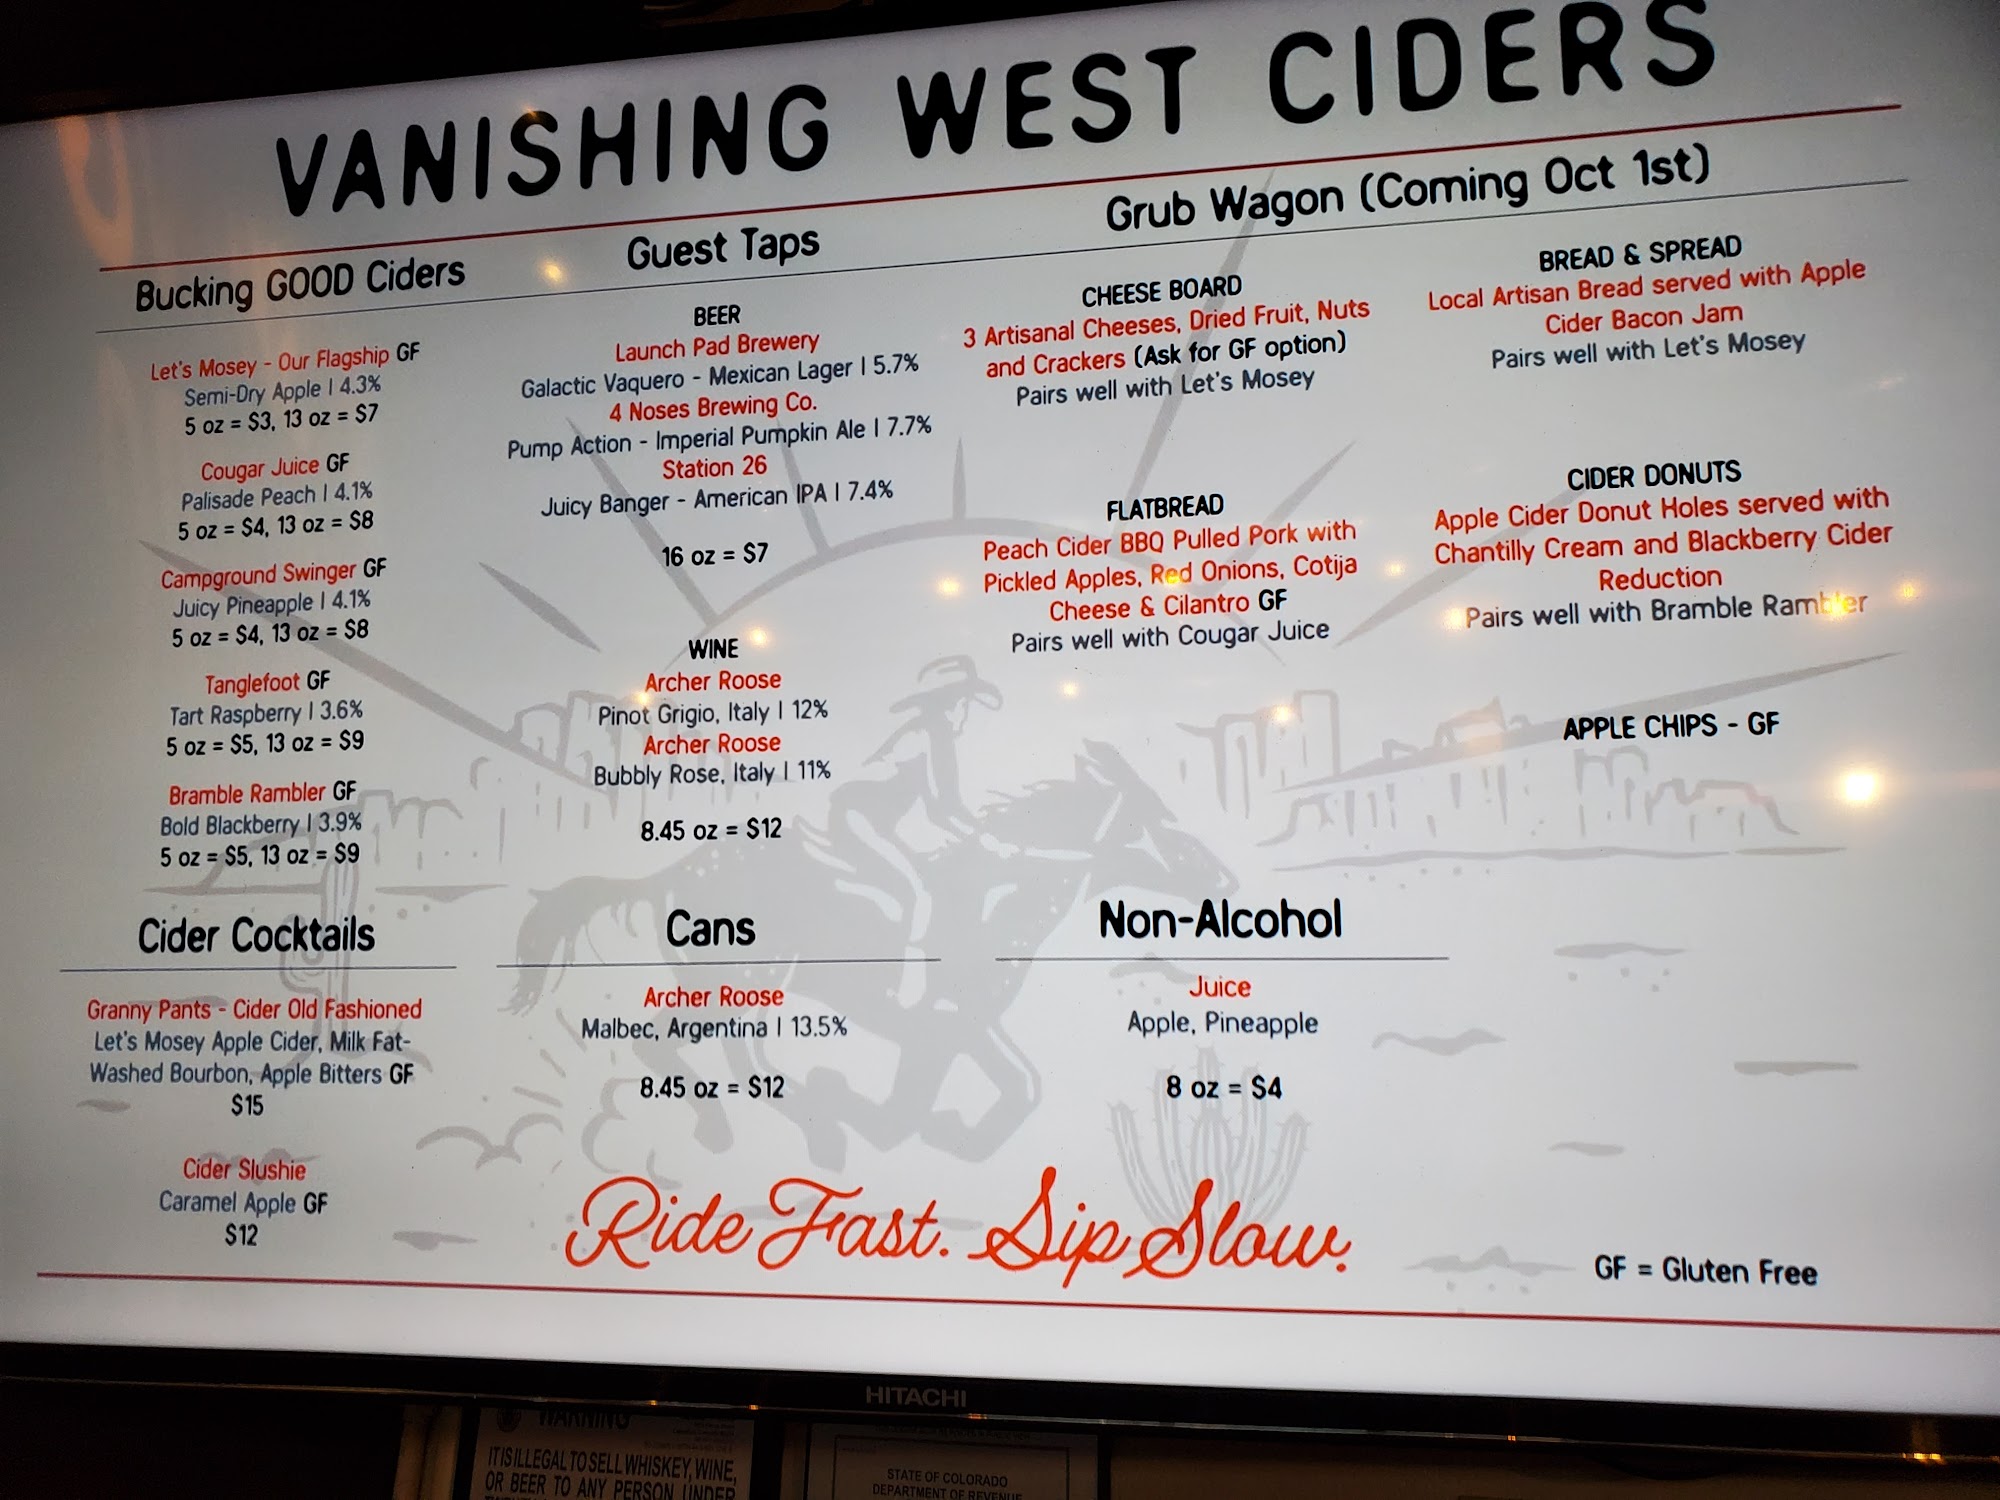 VANISHING WEST CIDERS
Bucking GOOD Ciders
Let's Mosey - Our Flagship GF
Semi-Dry Apple | 4.3%
5 oz = $3, 13 oz = $7
Cougar Juice GF
Palisade Peach | 4.1%
5 oz = $4, 13 oz = $8
Campground Swinger GF
Juicy Pineapple | 4.1%
5 oz = $4, 13 oz = $8
Tanglefoot GF
Tart Raspberry | 3.6%
5 oz = $5, 13 oz = $9
Bramble Rambler GF
Bold Blackberry | 3.9%
5 oz = $5, 13 oz = $9
Guest Taps
BEER
Launch Pad Brewery
Galactic Vaquero - Mexican Lager | 5.7%
4 Noses Brewing Co.
Pump Action - Imperial Pumpkin Ale | 7.7%
Station 26
Juicy Banger - American IPA | 7.4%
16 oz = $7
WINE
Archer Roose
Pinot Grigio, Italy | 12%
Archer Roose
Bubbly Rose, Italy | 11%
8.45 oz = $12
Grub Wagon (Coming Oct 1st)
CHEESE BOARD
3 Artisanal Cheeses, Dried Fruit, Nuts
and Crackers (Ask for GF option)
Pairs well with Let's Mosey
FLATBREAD
Peach Cider BBQ Pulled Pork with
Pickled Apples, Red Onions, Cotija
Cheese & Cilantro GF
Pairs well with Cougar Juice
BREAD & SPREAD
Local Artisan Bread served with Apple
Cider Bacon Jam
Pairs well with Let's Mosey
CIDER DONUTS
Apple Cider Donut Holes served with
Chantilly Cream and Blackberry Cider
Reduction
Pairs well with Bramble Rambler
APPLE CHIPS - GF
Cider Cocktails
Granny Pants - Cider Old Fashioned
Let's Mosey Apple Cider, Milk Fat-
Washed Bourbon, Apple Bitters GF
$15
Cider Slushie
Caramel Apple GF
$12
Cans
Archer Roose
Malbec, Argentina | 13.5%
8.45 oz = $12
Non-Alcohol
Juice
Apple, Pineapple
8 oz = $4
Ride Fast. Sip Slow.
GF = Gluten Free
HITACHI
WARNING
IT IS ILLEGAL TO SELL WHISKEY, WINE,
OR BEER TO ANY PERSON UNDER
STATE OF COLORADO
DEPARTMENT OF REVENUE